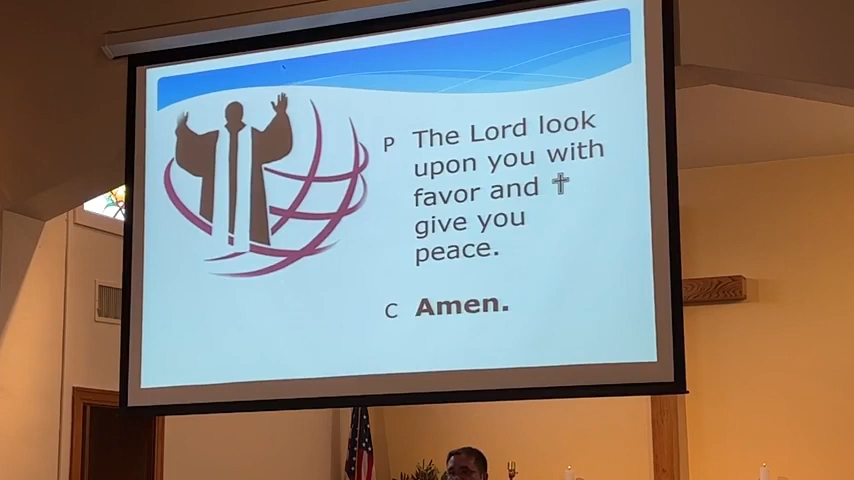 P The Lord look
upon you with
favor and ✝
give you
peace.
C Amen.